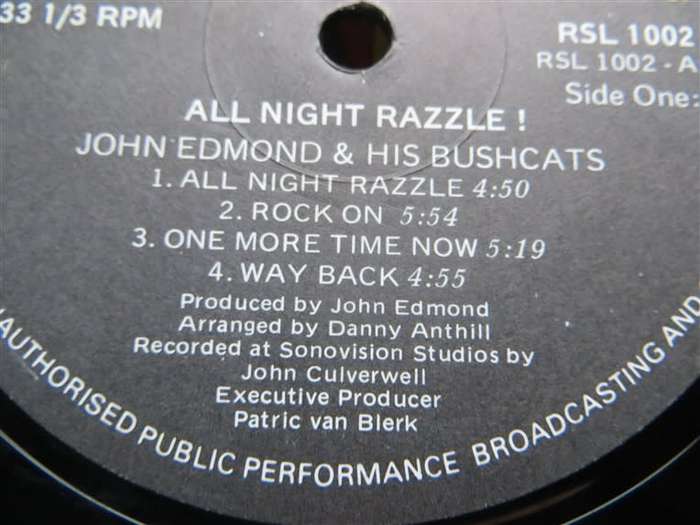 33 1/3 RPM
RSL 1002
RSL 1002 - A
Side One:
ALL NIGHT RAZZLE !
JOHN EDMOND & HIS BUSHCATS
1. ALL NIGHT RAZZLE 4:50
2. ROCK ON 5:54
3. ONE MORE TIME NOW 5:19
4. WAY BACK 4:55
Produced by John Edmond
Arranged by Danny Anthill
Recorded at Sonovision Studios by
John Culverwell
Executive Producer
Patric van Blerk
AUTHORISED PUBLIC PERFORMANCE BROADCASTING AND